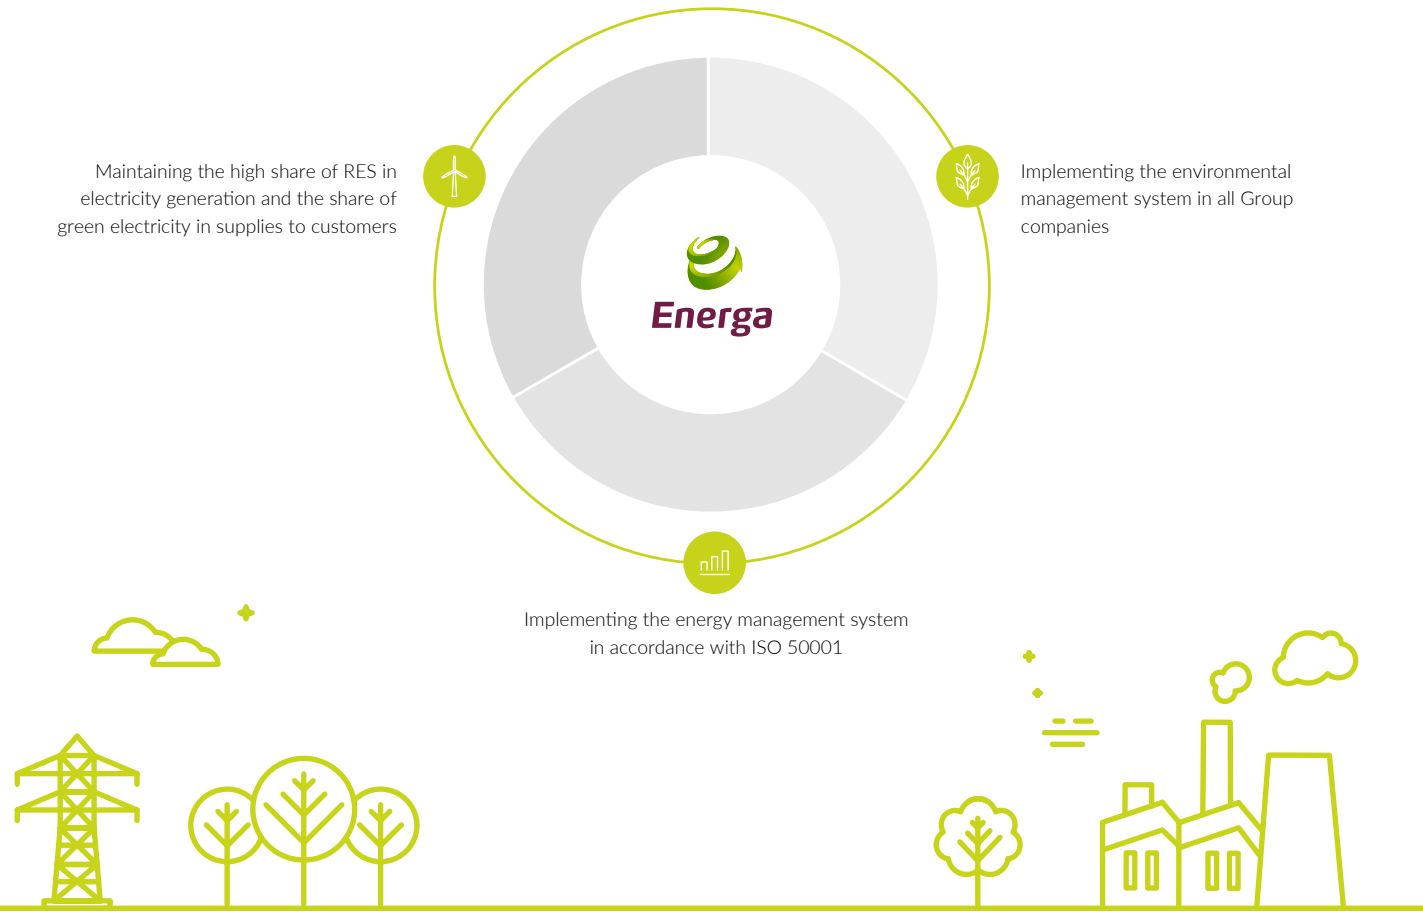 Maintaining the high share of RES in
electricity generation and the share of
green electricity in supplies to customers
Implementing the environmental
management system in all Group
companies
Energa
Implementing the energy management system
in accordance with ISO 50001